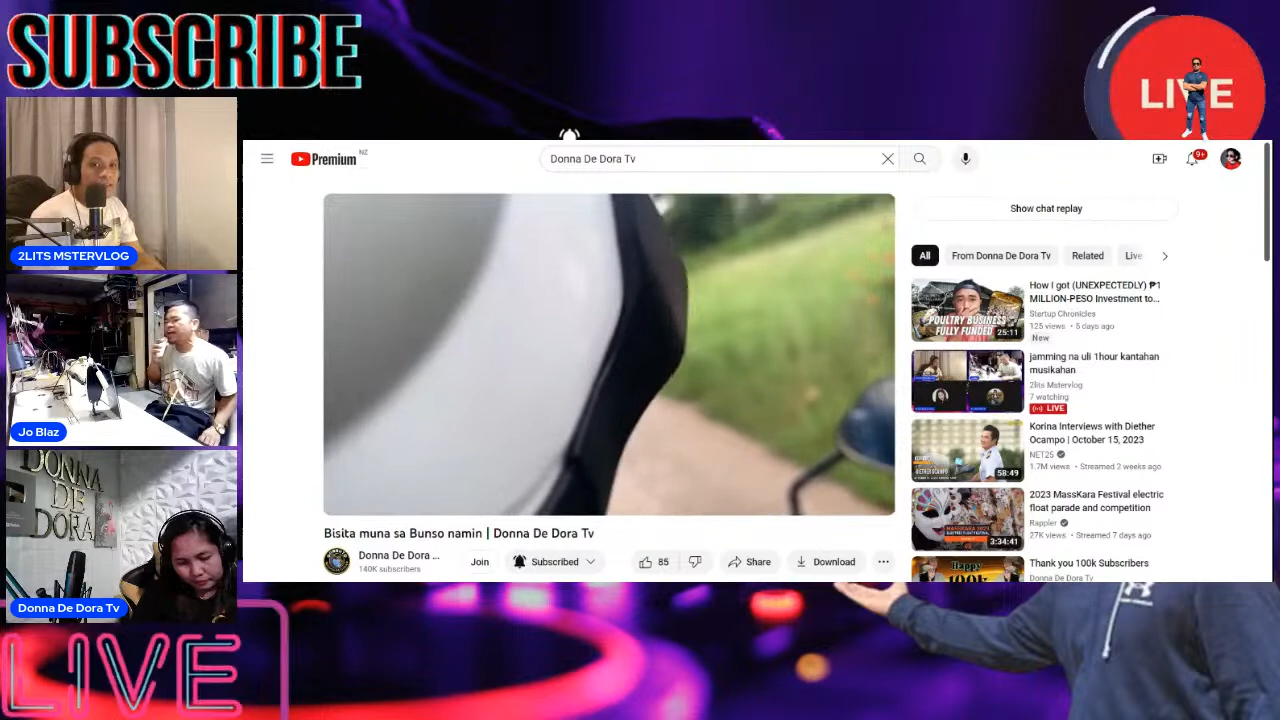 SUBSCRIBE
LIVE
2LITS MSTERVLOG
Jo Blaz
DONNA
DE
DORA
Donna De Dora Tv
LIVE
Premium NZ
Donna De Dora Tv
9+
Show chat replay
All
From Donna De Dora Tv
Related
Live
Bisita muna sa Bunso namin | Donna De Dora Tv
Donna De Dora ...
140K subscribers
Join
Subscribed
85
Share
Download
POULTRY BUSINESS
FULLY FUNDED
25:11
How I got (UNEXPECTEDLY) ₱1
MILLION-PESO Investment to...
Startup Chronicles
125 views • 5 days ago
New
jamming na uli 1hour kantahan
musikahan
2lits Mstervlog
7 watching
LIVE
58:49
Korina Interviews with Diether
Ocampo | October 15, 2023
NET25
1.7M views • Streamed 2 weeks ago
3:34:41
2023 MassKara Festival electric
float parade and competition
Rappler
27K views • Streamed 7 days ago
Happy
100k
Thank you 100k Subscribers
Donna De Dora Tv